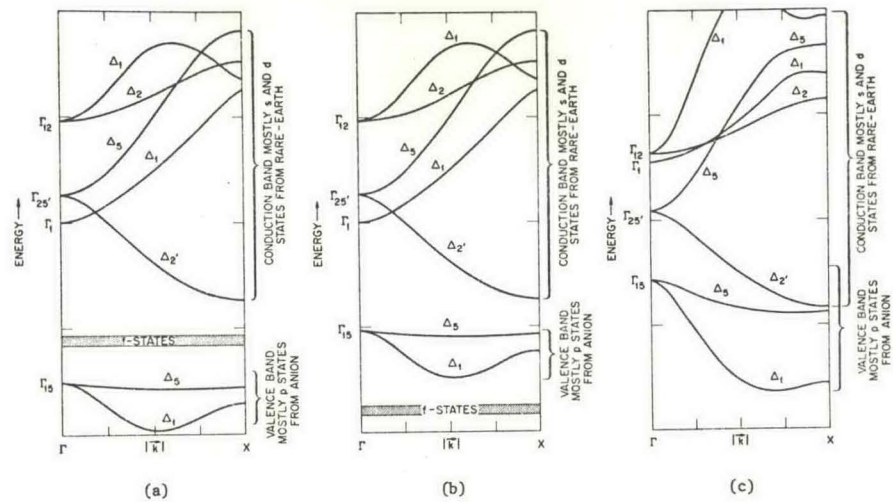 Δ₁
Δ₂
Γ₁₂
Δ₅
Δ₁
Γ₂₅'
Γ₁
Δ₂'
ENERGY →
f-STATES
Γ₁₅
Δ₅
Δ₁
Γ
|k⃗|
X
CONDUCTION BAND MOSTLY s AND d
STATES FROM RARE-EARTH
VALENCE BAND
MOSTLY p STATES
FROM ANION
(a)
Δ₁
Δ₂
Γ₁₂
Δ₅
Δ₁
Γ₂₅'
Γ₁
Δ₂'
ENERGY →
Γ₁₅
Δ₅
Δ₁
f-STATES
Γ
|k⃗|
X
CONDUCTION BAND MOSTLY s AND d
STATES FROM RARE-EARTH
VALENCE BAND
MOSTLY p STATES
FROM ANION
(b)
Δ₁
Δ₅
Δ₁
Δ₂
Γ₁₂
Γ₁
Δ₅
Γ₂₅'
ENERGY →
Δ₂'
Γ₁₅
Δ₅
Δ₁
Γ
|k⃗|
X
CONDUCTION BAND MOSTLY s AND d
STATES FROM RARE-EARTH
VALENCE BAND
MOSTLY p STATES
FROM ANION
(c)